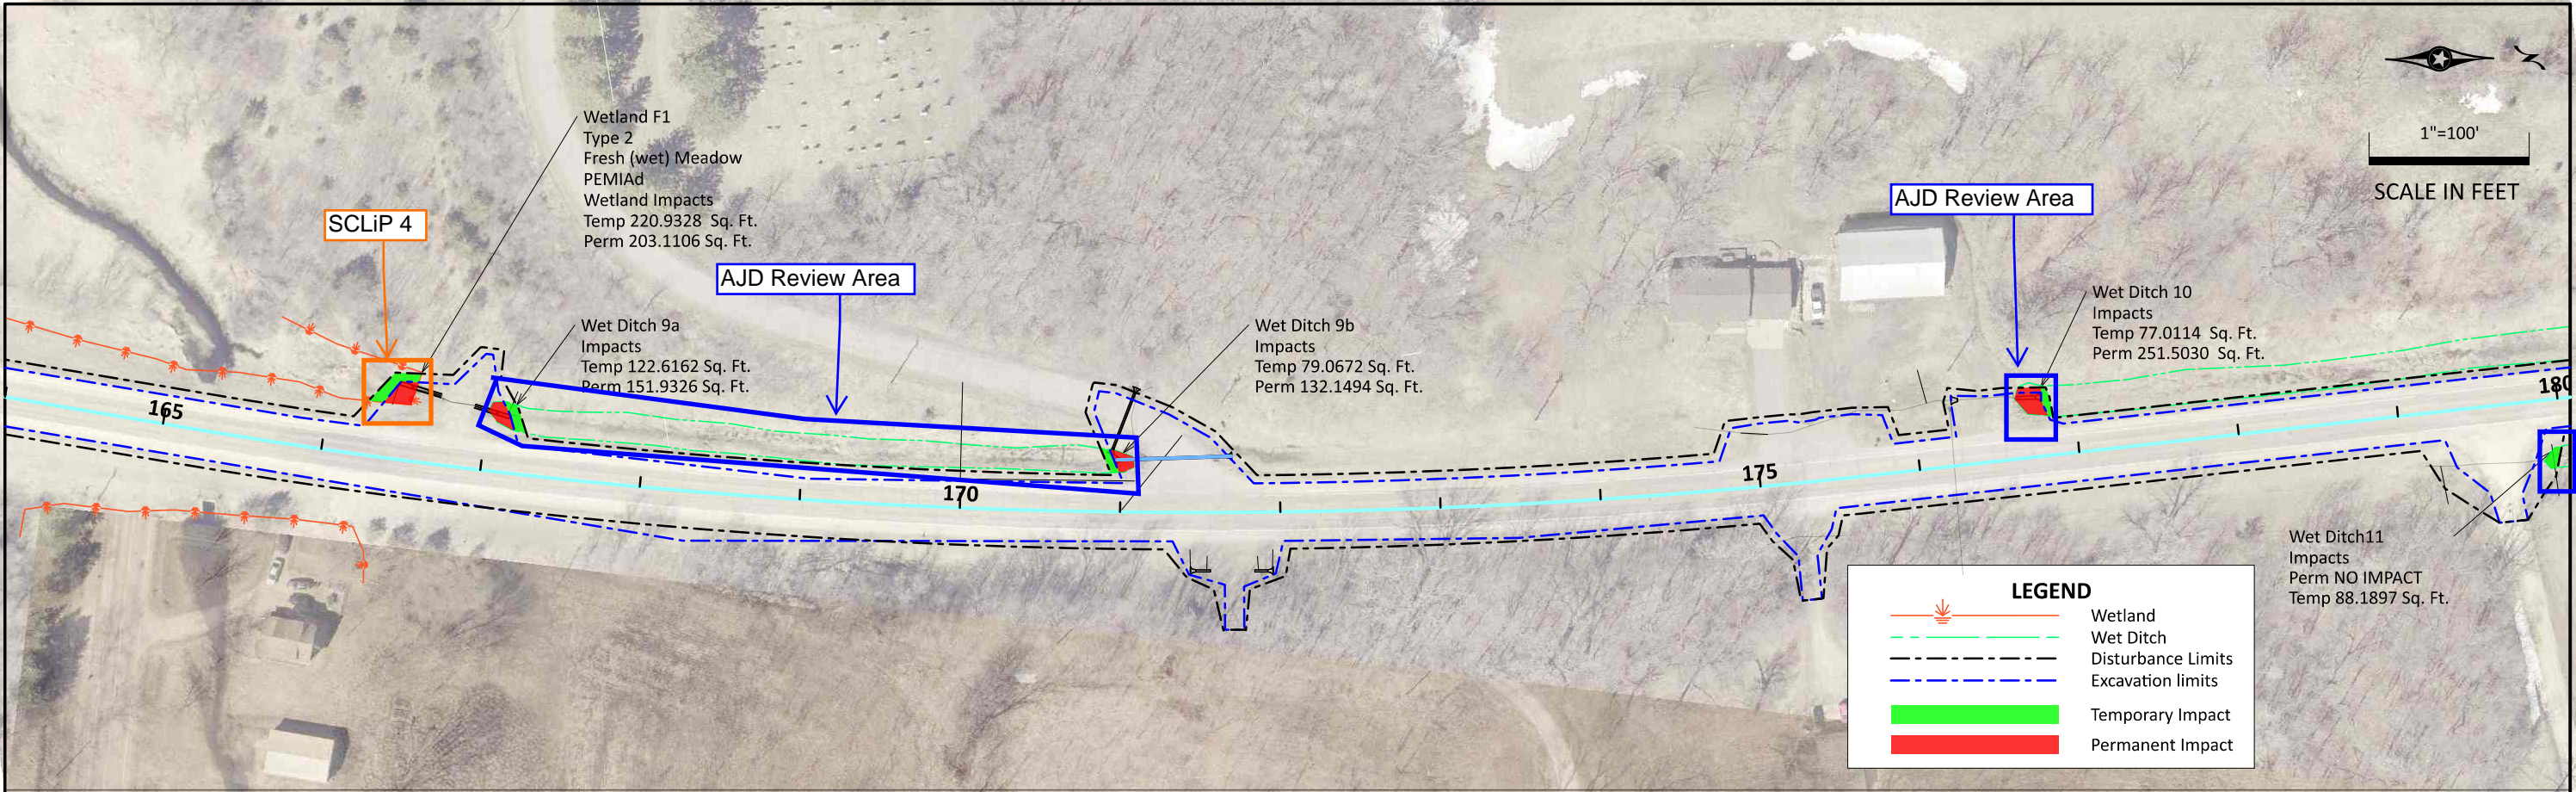 Wetland F1
Type 2
Fresh (wet) Meadow
PEMIAd
Wetland Impacts
Temp 220.9328 Sq. Ft.
Perm 203.1106 Sq. Ft.
SCLiP 4
AJD Review Area
Wet Ditch 9a
Impacts
Temp 122.6162 Sq. Ft.
Perm 151.9326 Sq. Ft.
Wet Ditch 9b
Impacts
Temp 79.0672 Sq. Ft.
Perm 132.1494 Sq. Ft.
AJD Review Area
Wet Ditch 10
Impacts
Temp 77.0114 Sq. Ft.
Perm 251.5030 Sq. Ft.
1"=100'
SCALE IN FEET
165
170
175
180
Wet Ditch11
Impacts
Perm NO IMPACT
Temp 88.1897 Sq. Ft.
LEGEND
Wetland
Wet Ditch
Disturbance Limits
Excavation limits
Temporary Impact
Permanent Impact